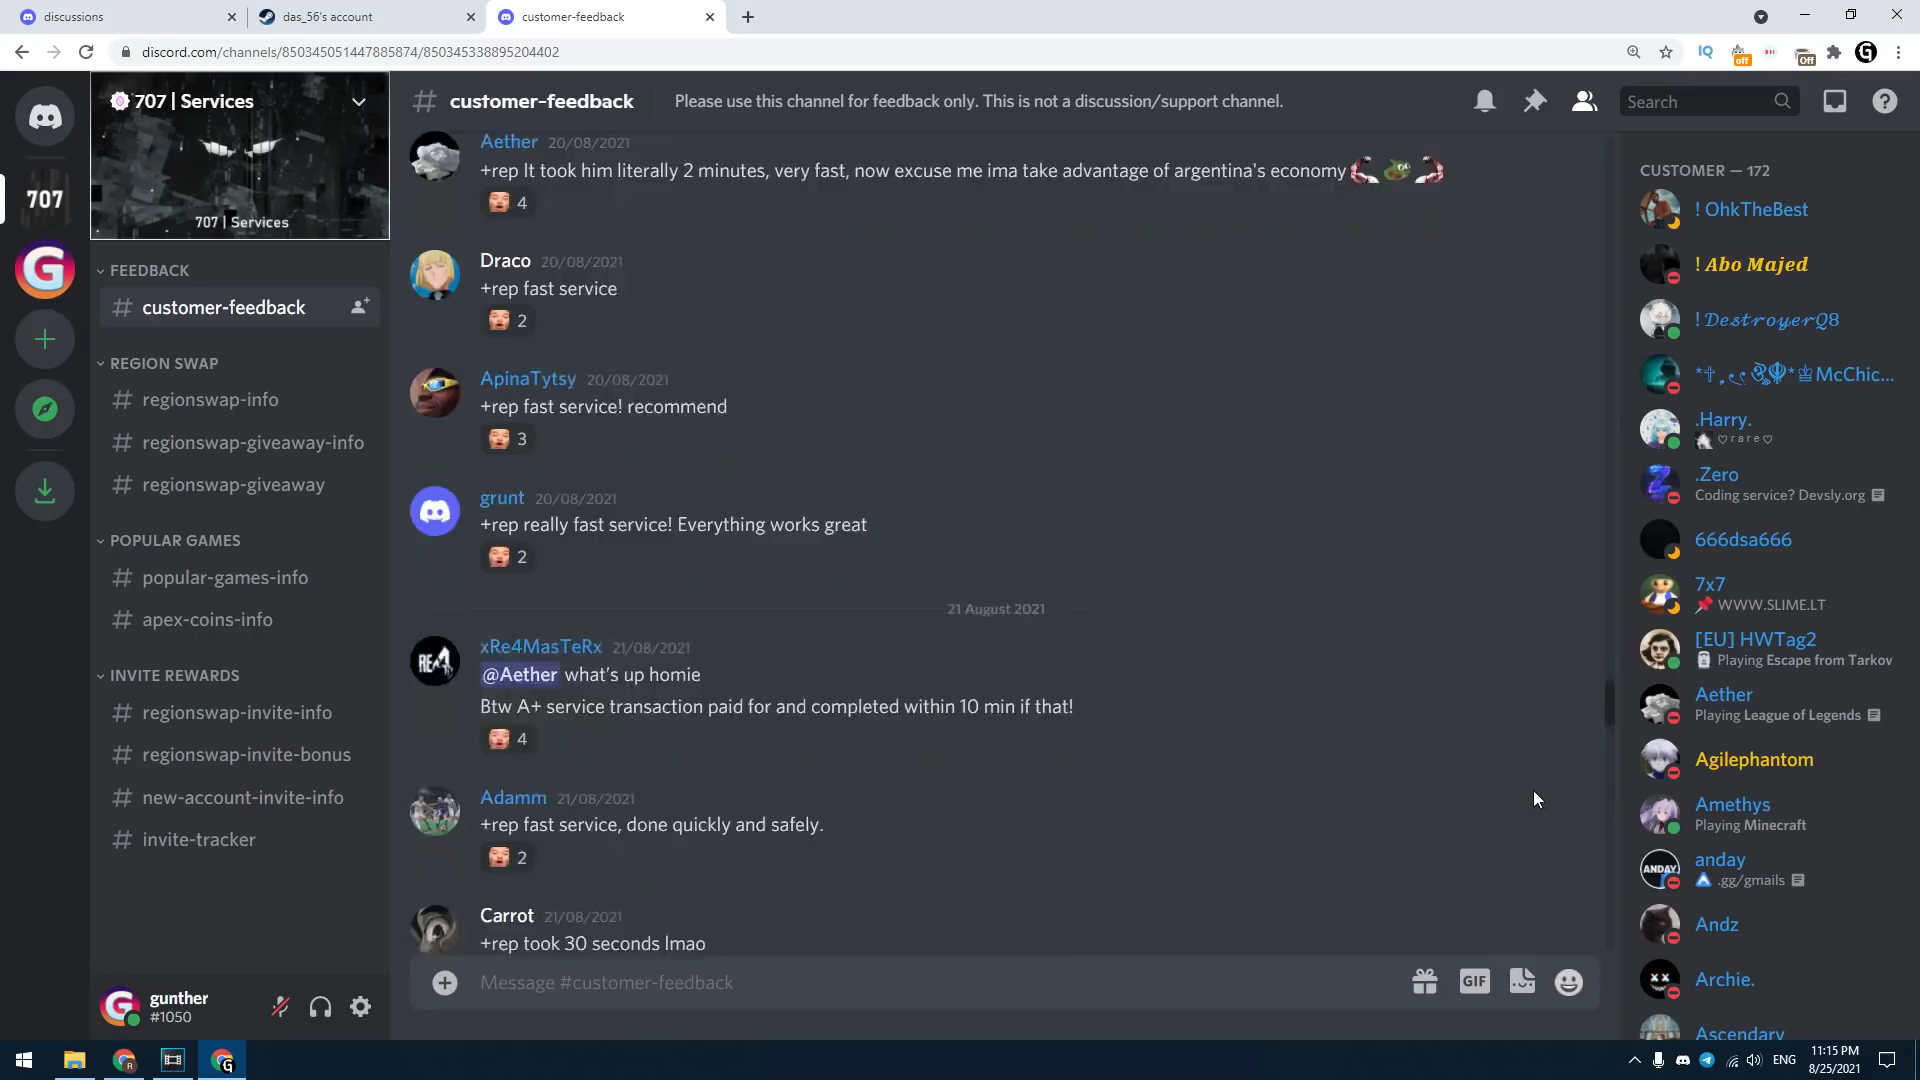 discussions
das_56's account
customer-feedback
discord.com/channels/850345051447885874/850345338895204402
IQ
off
Off
707 | Services
707 | Services
707
FEEDBACK
customer-feedback
REGION SWAP
regionswap-info
regionswap-giveaway-info
regionswap-giveaway
POPULAR GAMES
popular-games-info
apex-coins-info
INVITE REWARDS
regionswap-invite-info
regionswap-invite-bonus
new-account-invite-info
invite-tracker
gunther
#1050
customer-feedback
Please use this channel for feedback only. This is not a discussion/support channel.
Search
Aether 20/08/2021
+rep It took him literally 2 minutes, very fast, now excuse me ima take advantage of argentina's economy
4
Draco 20/08/2021
+rep fast service
2
ApinaTytsy 20/08/2021
+rep fast service! recommend
3
grunt 20/08/2021
+rep really fast service! Everything works great
2
21 August 2021
xRe4MasTeRx 21/08/2021
@Aether what's up homie
Btw A+ service transaction paid for and completed within 10 min if that!
4
Adamm 21/08/2021
+rep fast service, done quickly and safely.
2
Carrot 21/08/2021
+rep took 30 seconds lmao
Message #customer-feedback
GIF
CUSTOMER — 172
! OhkTheBest
! Abo Majed
! 𝓓𝓮𝓼𝓽𝓻𝓸𝔂𝓮𝓻𝓠8
McChic...
.Harry.
♡ r a r e ♡
.Zero
Coding service? Devsly.org
666dsa666
7x7
WWW.SLIME.LT
[EU] HWTag2
Playing Escape from Tarkov
Aether
Playing League of Legends
Agilephantom
Amethys
Playing Minecraft
anday
.gg/gmails
Andz
Archie.
Ascendary
ENG
11:15 PM
8/25/2021